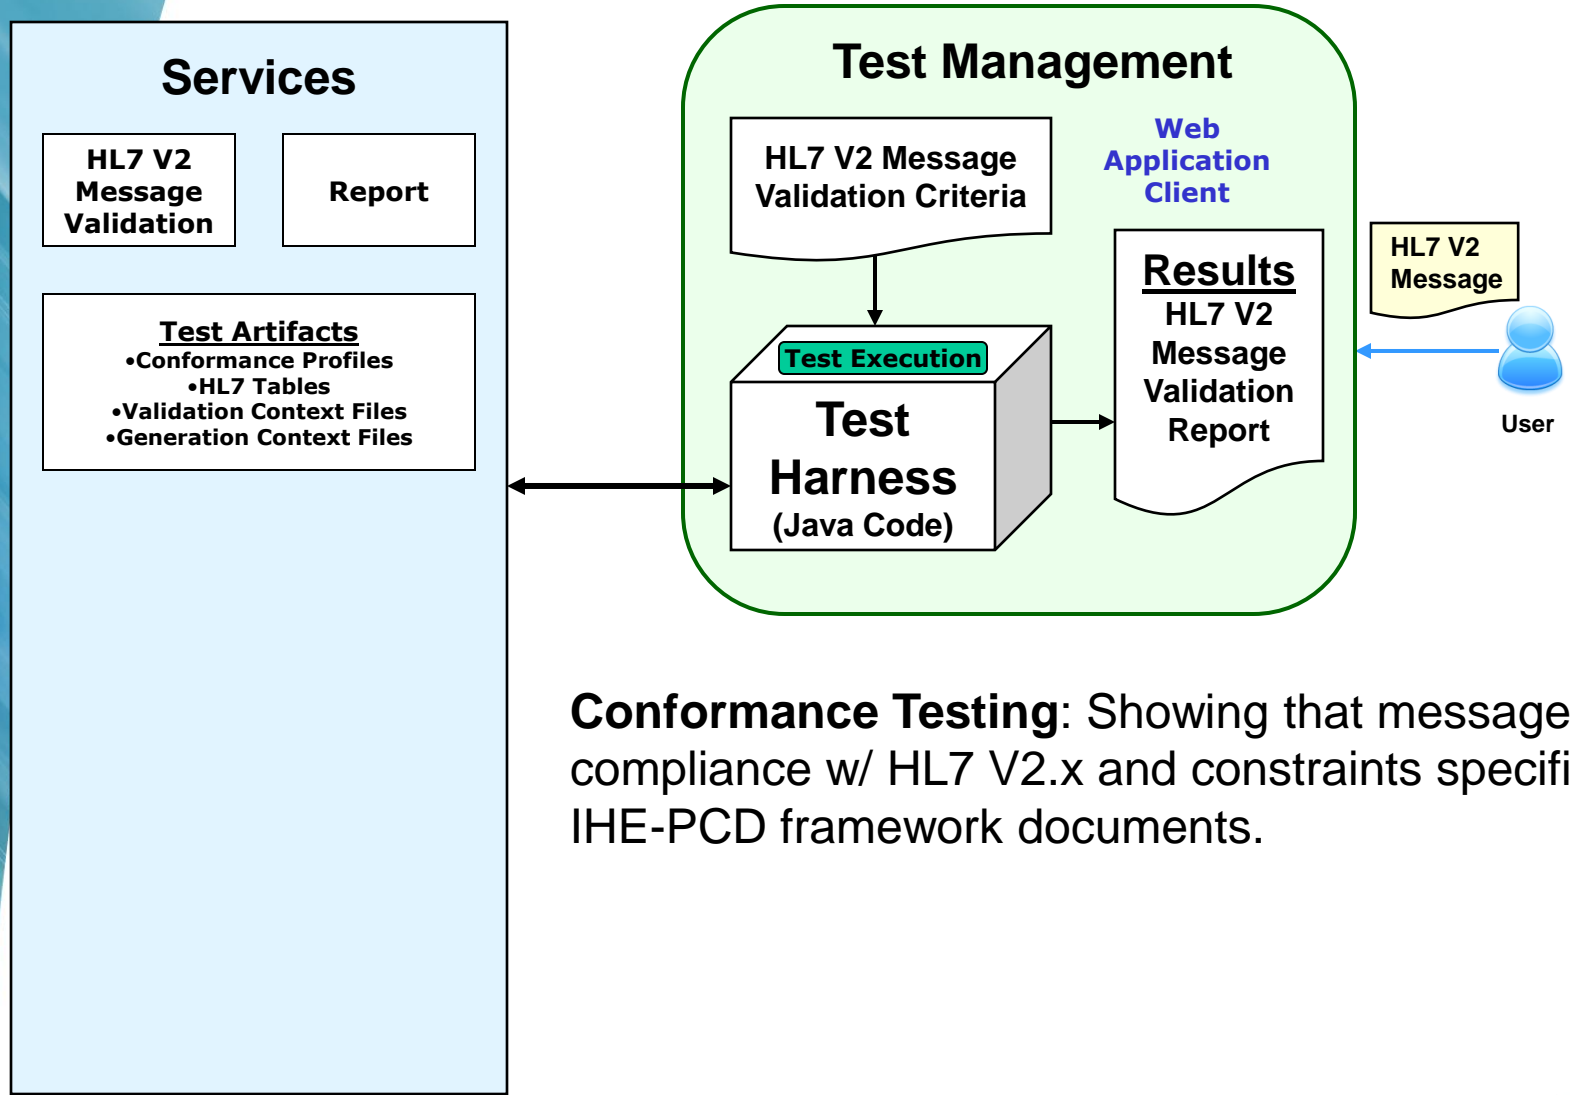 Services
HL7 V2
Message
Validation
Report
Test Artifacts
•Conformance Profiles
•HL7 Tables
•Validation Context Files
•Generation Context Files
Test Management
HL7 V2 Message
Validation Criteria
Web
Application
Client
Test Execution
Test
Harness
(Java Code)
Results
HL7 V2
Message
Validation
Report
HL7 V2
Message
User
Conformance Testing: Showing that message
compliance w/ HL7 V2.x and constraints specifi
IHE-PCD framework documents.